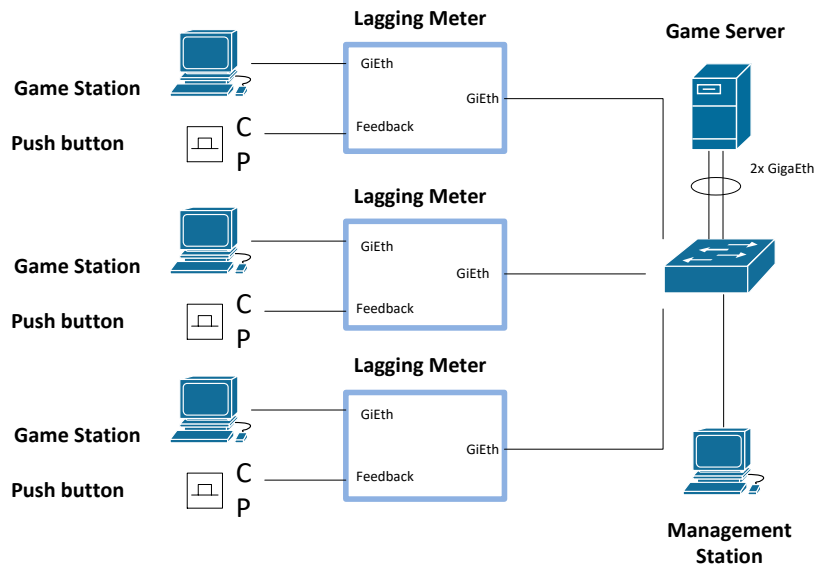 Lagging Meter
Game Server
GiEth
Game Station
GiEth
Push button
C
P
Feedback
2x GigaEth
Lagging Meter
GiEth
Game Station
GiEth
Push button
C
P
Feedback
Lagging Meter
GiEth
Game Station
GiEth
Push button
C
P
Feedback
Management
Station